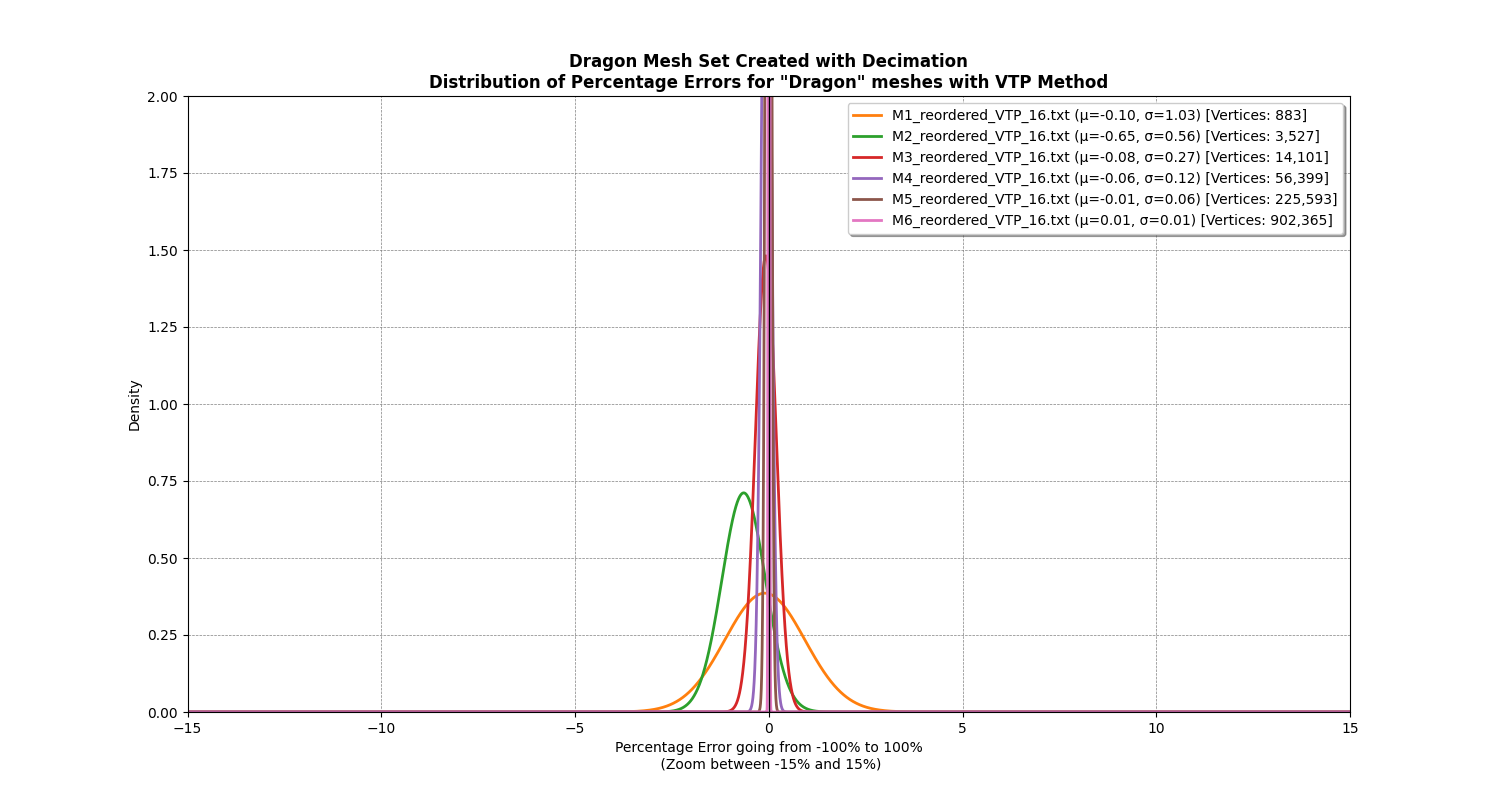 Dragon Mesh Set Created with Decimation
Distribution of Percentage Errors for "Dragon" meshes with VTP Method
M1_reordered_VTP_16.txt (μ=-0.10, σ=1.03) [Vertices: 883]
M2_reordered_VTP_16.txt (μ=-0.65, σ=0.56) [Vertices: 3,527]
M3_reordered_VTP_16.txt (μ=-0.08, σ=0.27) [Vertices: 14,101]
M4_reordered_VTP_16.txt (μ=-0.06, σ=0.12) [Vertices: 56,399]
M5_reordered_VTP_16.txt (μ=-0.01, σ=0.06) [Vertices: 225,593]
M6_reordered_VTP_16.txt (μ=0.01, σ=0.01) [Vertices: 902,365]
Density
2.00
1.75
1.50
1.25
1.00
0.75
0.50
0.25
0.00
−15 −10 −5 0 5 10 15
Percentage Error going from -100% to 100%
(Zoom between -15% and 15%)